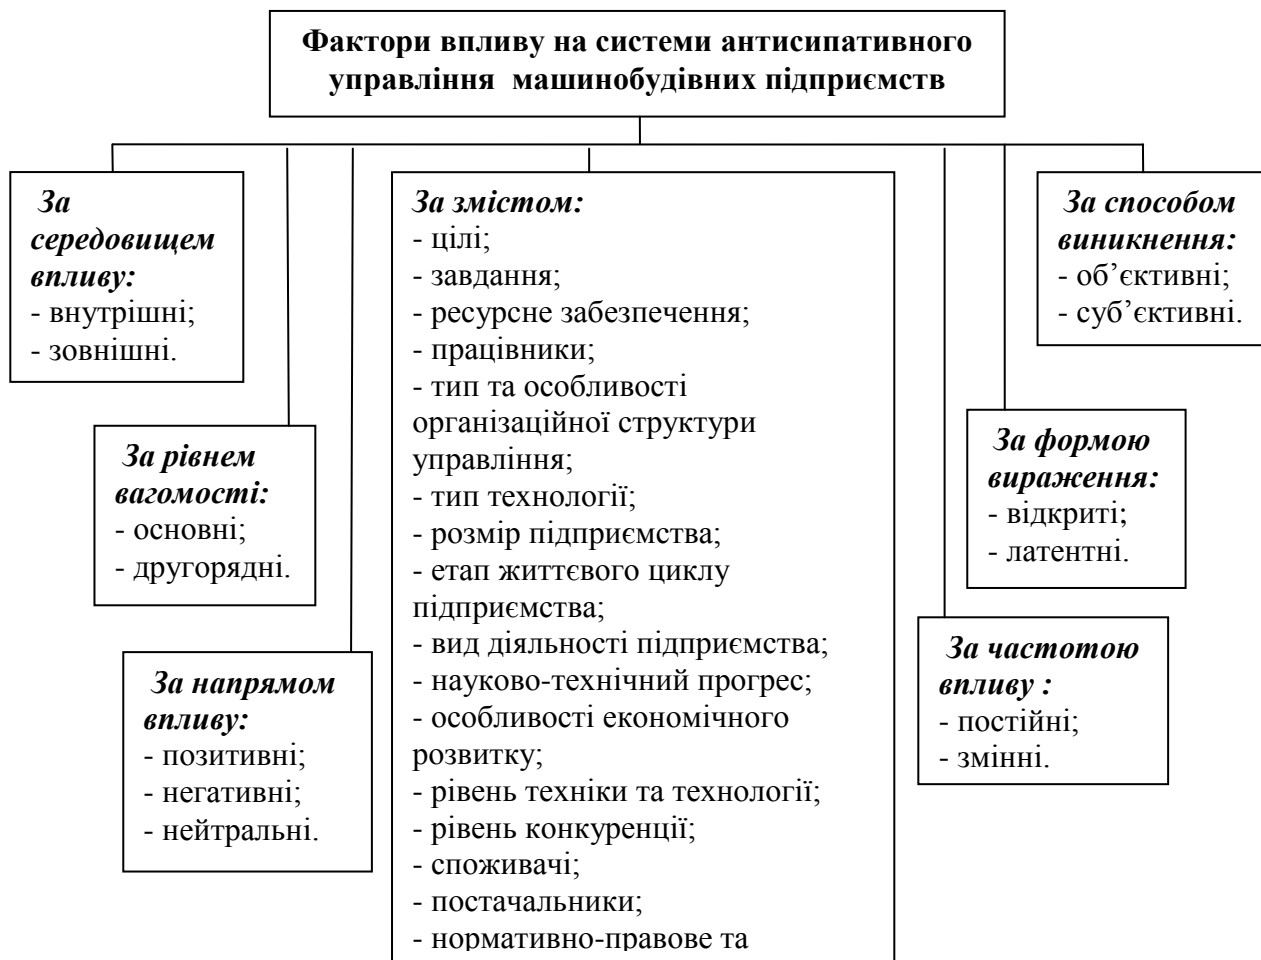 Фактори впливу на системи антисипативного
управління машинобудівних підприємств
За
середовищем
впливу:
- внутрішні;
- зовнішні.
За рівнем
вагомості:
- основні;
- другорядні.
За напрямом
впливу:
- позитивні;
- негативні;
- нейтральні.
За змістом:
- цілі;
- завдання;
- ресурсне забезпечення;
- працівники;
- тип та особливості
організаційної структури
управління;
- тип технології;
- розмір підприємства;
- етап життєвого циклу
підприємства;
- вид діяльності підприємства;
- науково-технічний прогрес;
- особливості економічного
розвитку;
- рівень техніки та технології;
- рівень конкуренції;
- споживачі;
- постачальники;
- нормативно-правове та
За способом
виникнення:
- об’єктивні;
- суб’єктивні.
За формою
вираження:
- відкриті;
- латентні.
За частотою
впливу :
- постійні;
- змінні.